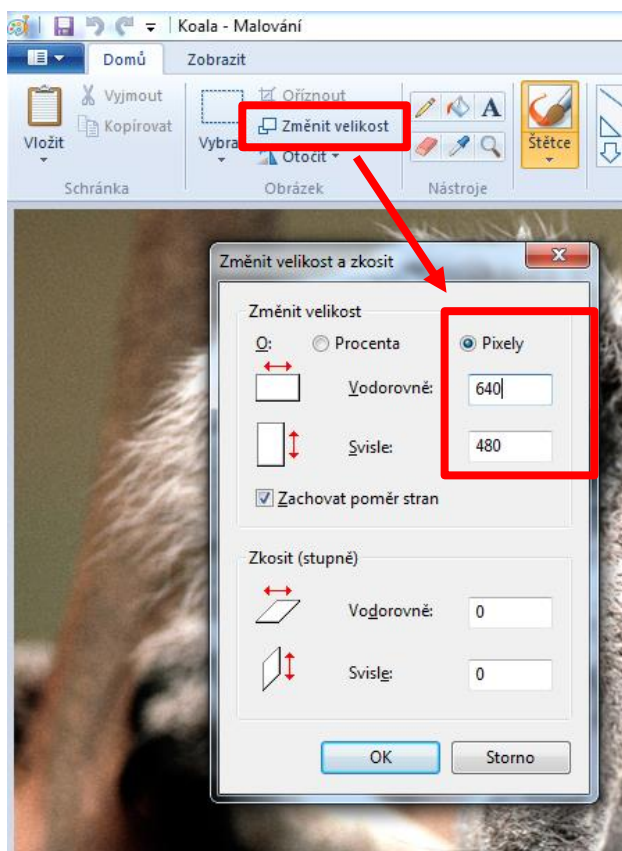 Koala - Malování
Domů Zobrazit
Vložit
Vyjmout
Kopírovat
Schránka
Oříznout
Změnit velikost
Otočit
Obrázek
A
Nástroje
Štětce
Změnit velikost a zkosit
Změnit velikost
O: Procenta Pixely
Vodorovně: 640
Svisle: 480
Zachovat poměr stran
Zkosit (stupně)
Vodorovně: 0
Svisle: 0
OK Storno